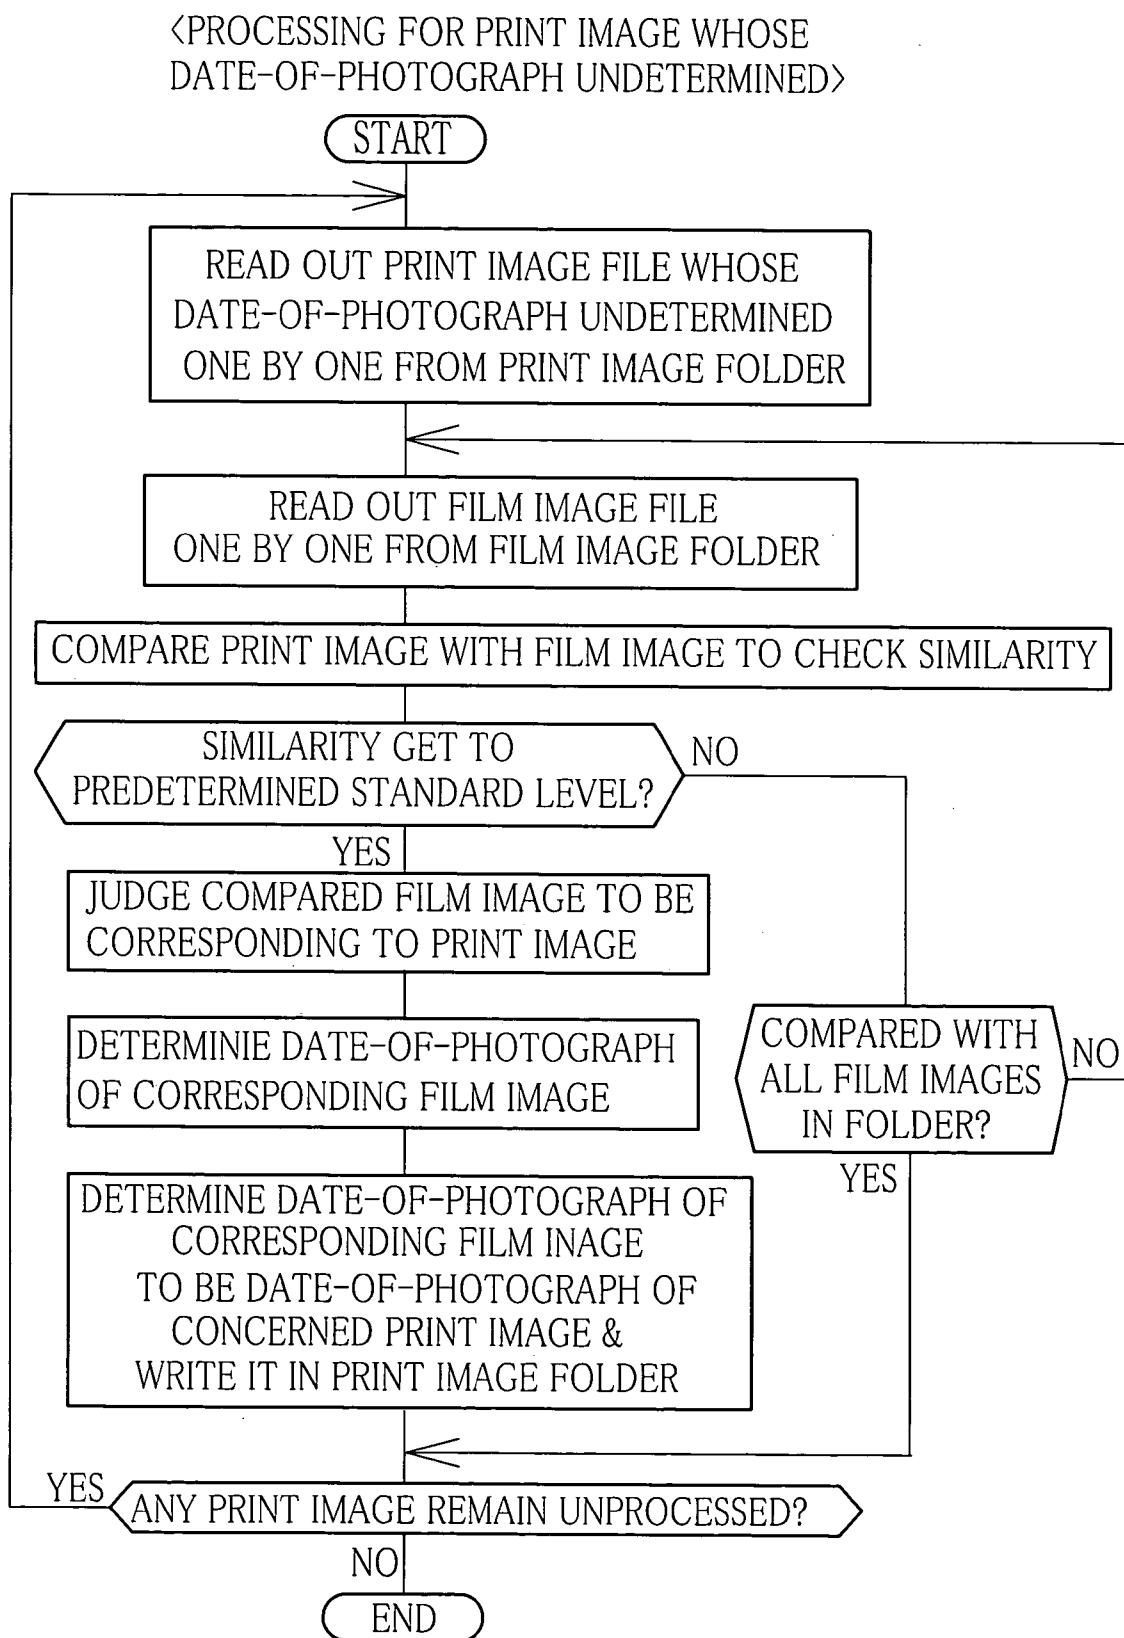 <PROCESSING FOR PRINT IMAGE WHOSE
DATE-OF-PHOTOGRAPH UNDETERMINED>
START
READ OUT PRINT IMAGE FILE WHOSE
DATE-OF-PHOTOGRAPH UNDETERMINED
ONE BY ONE FROM PRINT IMAGE FOLDER
READ OUT FILM IMAGE FILE
ONE BY ONE FROM FILM IMAGE FOLDER
COMPARE PRINT IMAGE WITH FILM IMAGE TO CHECK SIMILARITY
SIMILARITY GET TO
PREDETERMINED STANDARD LEVEL?
NO
YES
JUDGE COMPARED FILM IMAGE TO BE
CORRESPONDING TO PRINT IMAGE
DETERMINIE DATE-OF-PHOTOGRAPH
OF CORRESPONDING FILM IMAGE
COMPARED WITH
ALL FILM IMAGES
IN FOLDER?
NO
YES
DETERMINE DATE-OF-PHOTOGRAPH OF
CORRESPONDING FILM INAGE
TO BE DATE-OF-PHOTOGRAPH OF
CONCERNED PRINT IMAGE &
WRITE IT IN PRINT IMAGE FOLDER
YES
ANY PRINT IMAGE REMAIN UNPROCESSED?
NO
END